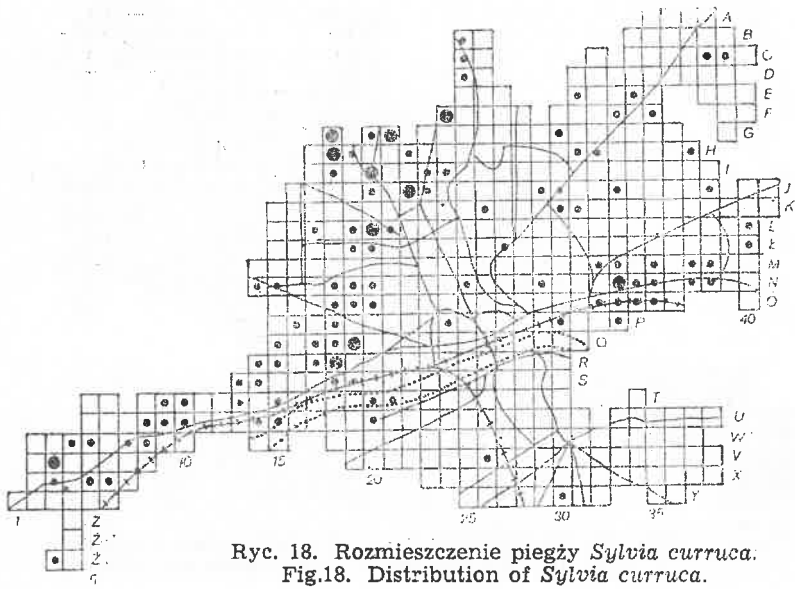 A
B
C
D
E
F
G
H
I
J
K
L
Ł
M
N
O
40
P
O
R
S
T
U
W
V
X
Y
10
15
20
25
30
35
1
Z
Ż
Ź
Ryc. 18. Rozmieszczenie piegży Sylvia curruca.
Fig.18. Distribution of Sylvia curruca.